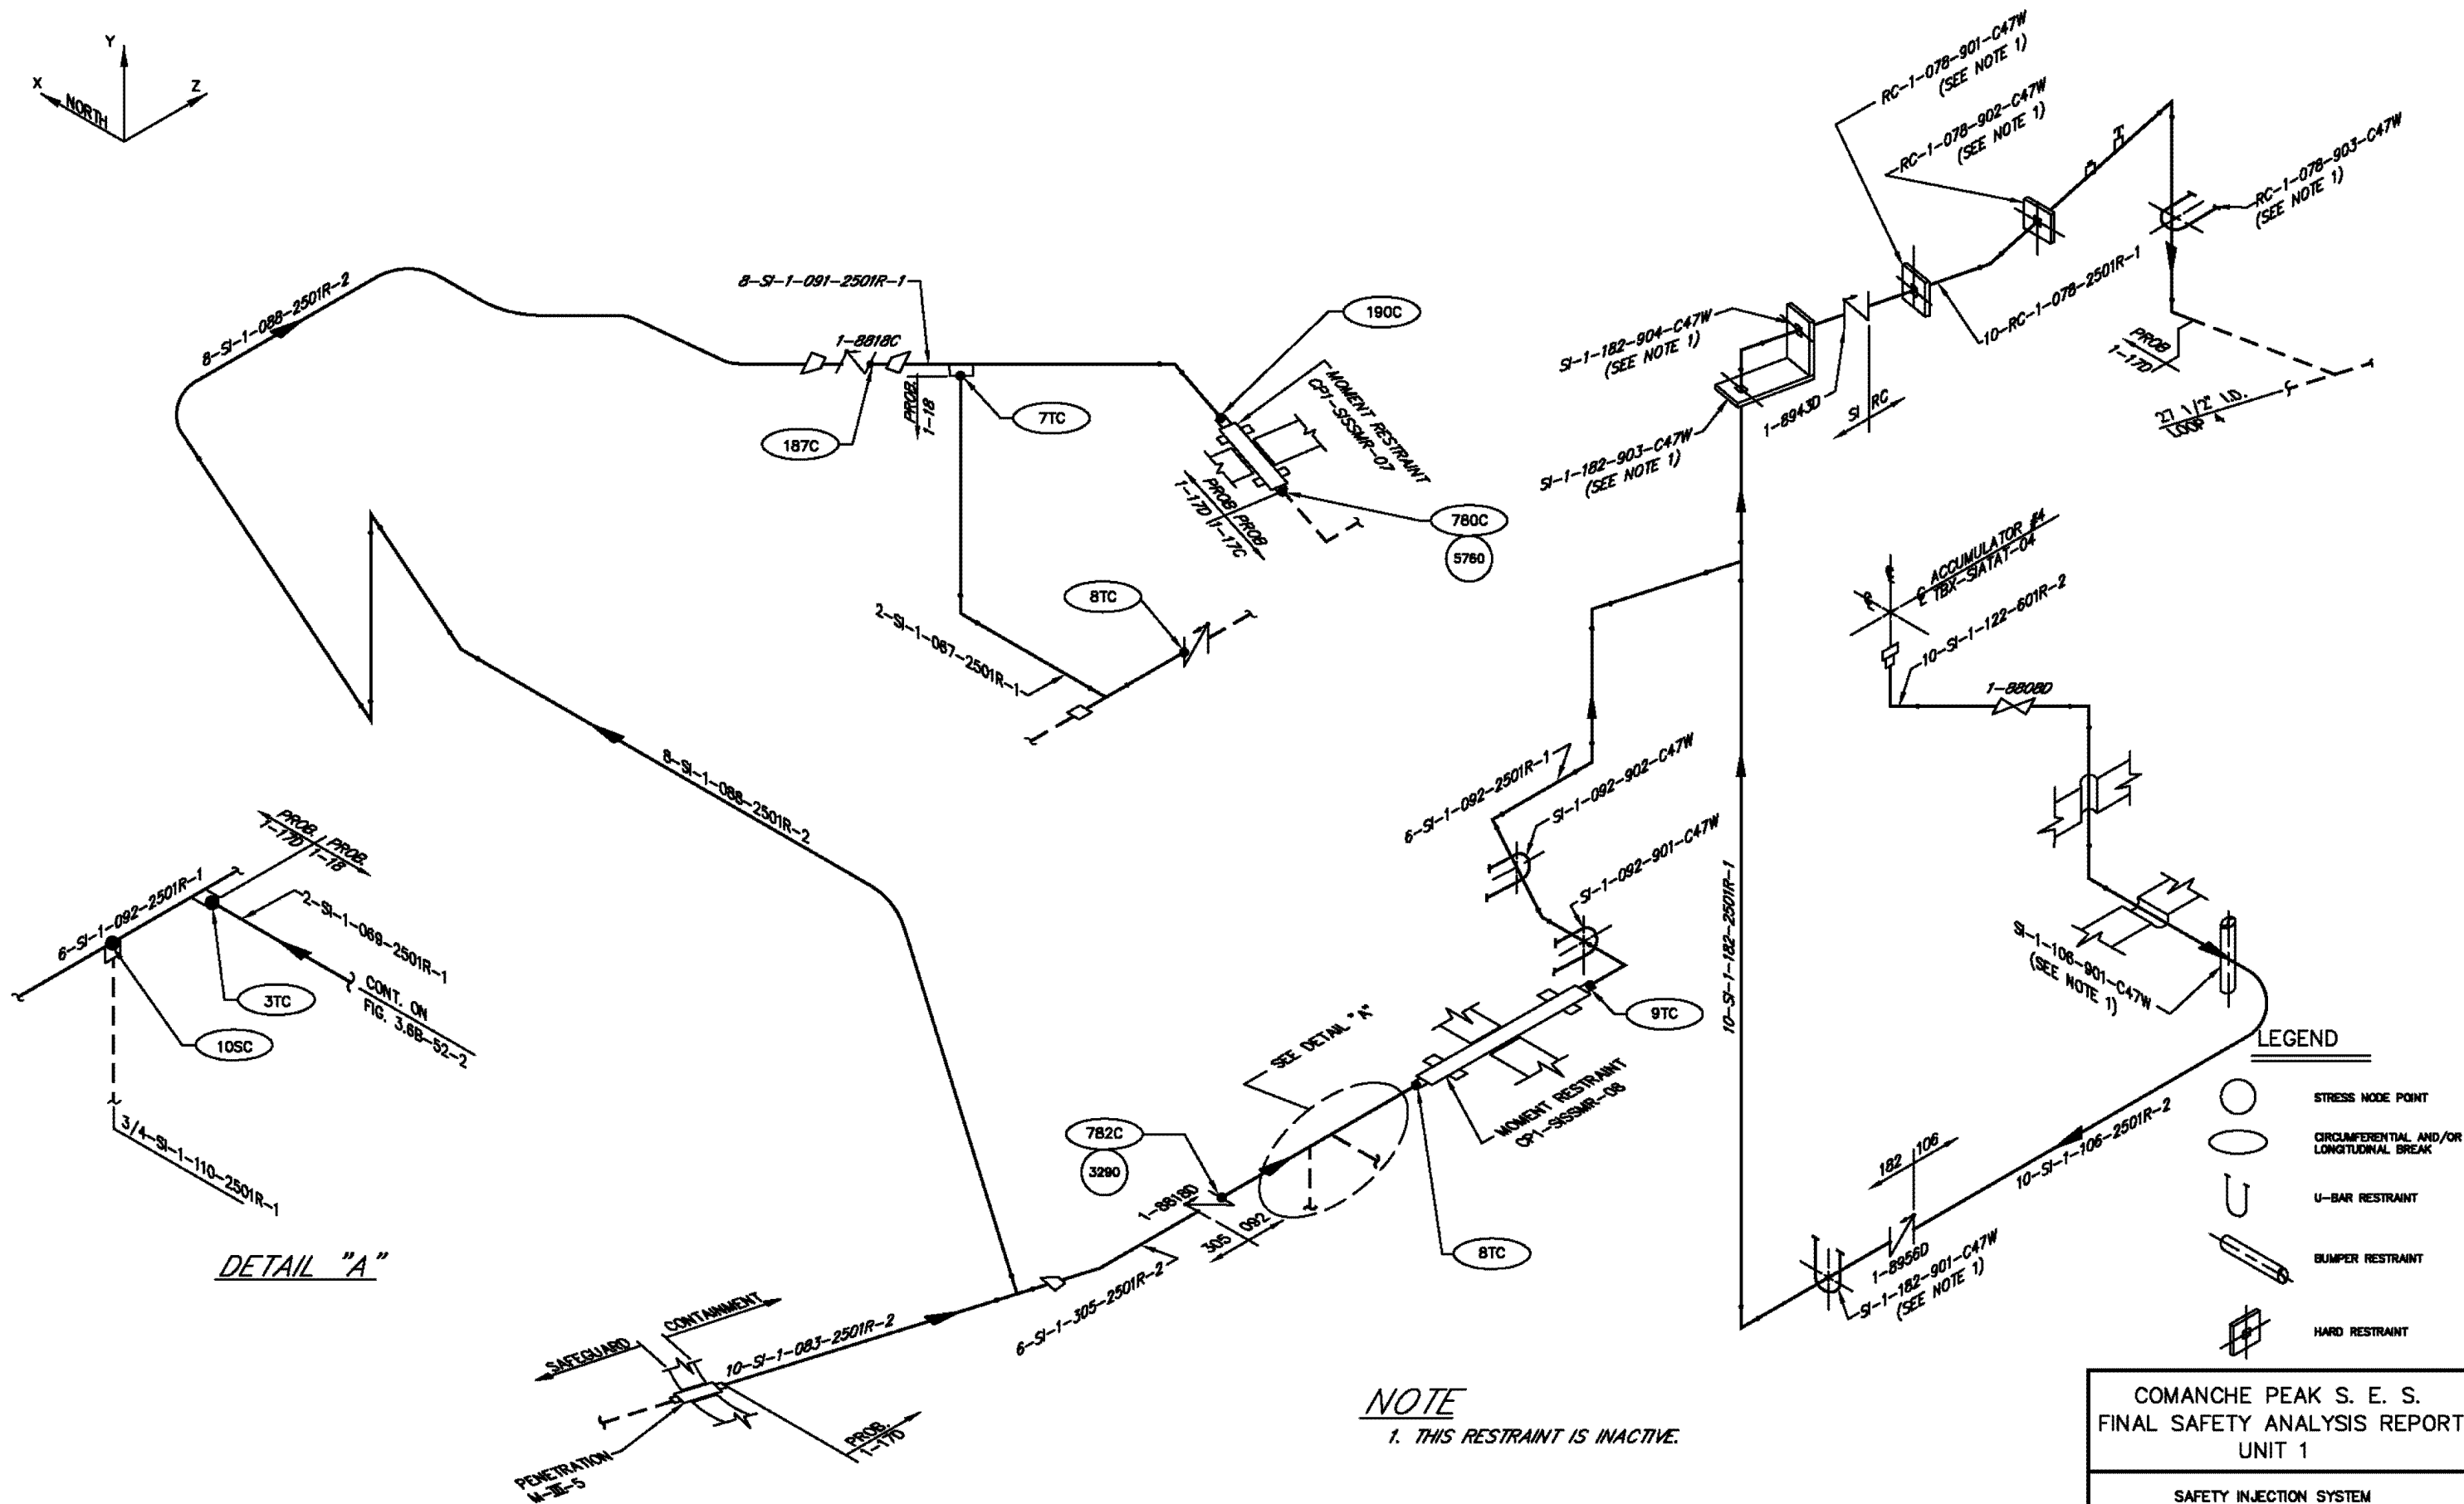 Y
X
NORTH
Z
RC-1-078-901-C47W
(SEE NOTE 1)
RC-1-078-902-C47W
(SEE NOTE 1)
RC-1-078-903-C47W
(SEE NOTE 1)
10-RC-1-078-2501R-1
PROB
1-17D
27 1/2" I.D.
LOOP 4
8-SI-1-088-2501R-2
8-SI-1-091-2501R-1
1-8818C
187C
PROB.
1-18
7TC
190C
MOMENT RESTRAINT
CP1-SISSMR-07
PROB
1-17D
PROB
1-17C
780C
5760
SI-1-182-904-C47W
(SEE NOTE 1)
SI-1-182-903-C47W
(SEE NOTE 1)
1-8943D
SI
RC
8TC
2-SI-1-067-2501R-1
ACCUMULATOR #4
TBX-SIATAT-04
10-SI-1-122-601R-2
1-8808D
8-SI-1-088-2501R-2
6-SI-1-092-2501R-1
SI-1-092-902-C47W
SI-1-092-901-C47W
10-SI-1-182-2501R-1
SI-1-106-901-C47W
(SEE NOTE 1)
PROB.
1-17D
PROB.
1-18
6-SI-1-092-2501R-1
2-SI-1-069-2501R-1
3TC
10SC
CONT. ON
FIG. 3.6B-52-2
3/4-SI-1-110-2501R-1
DETAIL "A"
SEE DETAIL "A"
9TC
MOMENT RESTRAINT
CP1-SISSMR-08
782C
3290
1-8818D
305
092
8TC
6-SI-1-305-2501R-2
182
106
10-SI-1-106-2501R-2
1-8956D
SI-1-182-901-C47W
(SEE NOTE 1)
SAFEGUARD
CONTAINMENT
10-SI-1-083-2501R-2
PROB.
1-17D
PENETRATION
M-III-5
NOTE
1. THIS RESTRAINT IS INACTIVE.
LEGEND
STRESS NODE POINT
CIRCUMFERENTIAL AND/OR
LONGITUDINAL BREAK
U-BAR RESTRAINT
BUMPER RESTRAINT
HARD RESTRAINT
COMANCHE PEAK S. E. S.
FINAL SAFETY ANALYSIS REPORT
UNIT 1
SAFETY INJECTION SYSTEM